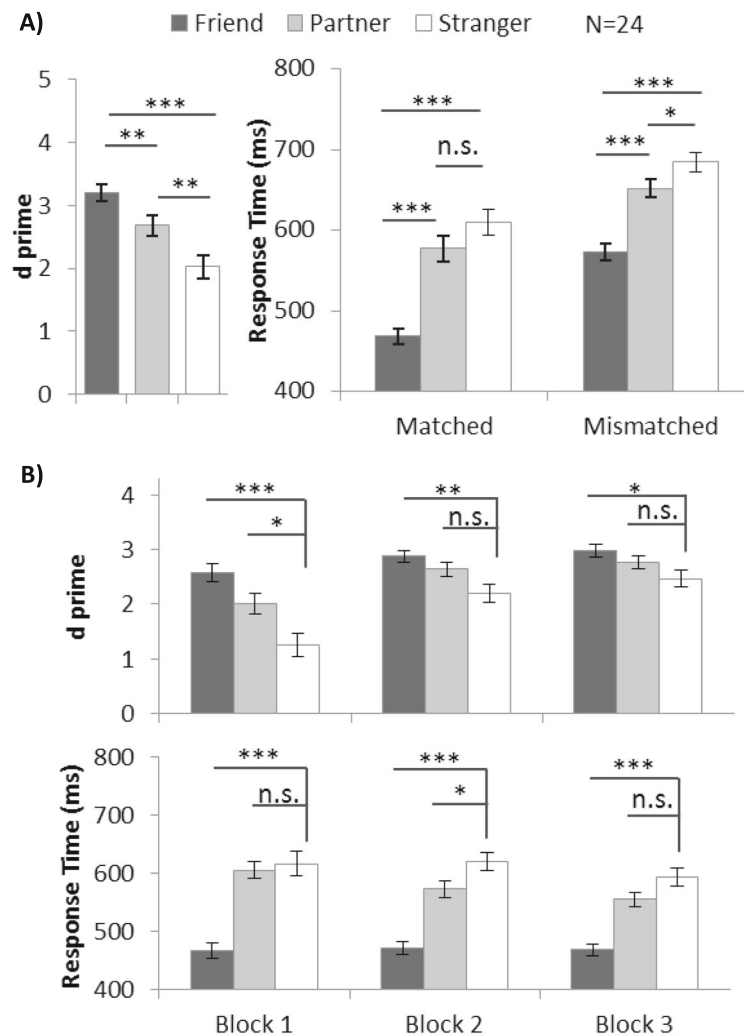 A)
Friend Partner Stranger N=24
d prime
5
4
3
2
1
0
***
**
**
Response Time (ms)
800
700
600
500
400
***
n.s.
***
***
*
***
Matched Mismatched
B)
d prime
4
3
2
1
0
***
*
**
n.s.
*
n.s.
Response Time (ms)
800
700
600
500
400
***
n.s.
***
*
***
n.s.
Block 1 Block 2 Block 3